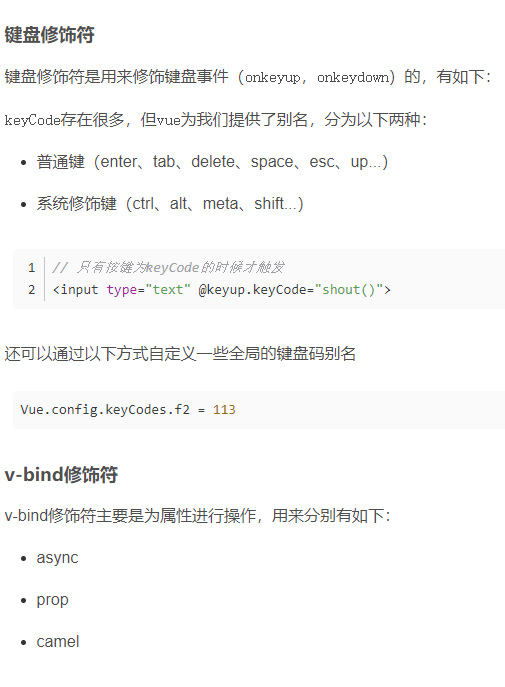 键盘修饰符
键盘修饰符是用来修饰键盘事件（onkeyup，onkeydown）的，有如下：
keyCode存在很多，但vue为我们提供了别名，分为以下两种：
• 普通键（enter、tab、delete、space、esc、up...）
• 系统修饰键（ctrl、alt、meta、shift...）
1 // 只有按键为keyCode的时候才触发
2 <input type="text" @keyup.keyCode="shout()">
还可以通过以下方式自定义一些全局的键盘码别名
Vue.config.keyCodes.f2 = 113
v-bind修饰符
v-bind修饰符主要是为属性进行操作，用来分别有如下：
• async
• prop
• camel